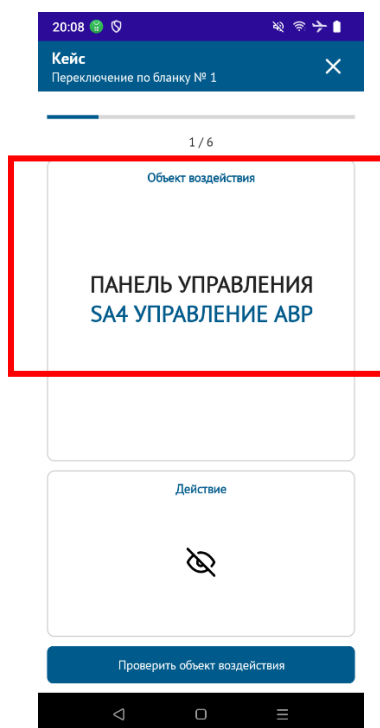 20:08
Кейс
Переключение по бланку № 1
1 / 6
Объект воздействия
ПАНЕЛЬ УПРАВЛЕНИЯ
SA4 УПРАВЛЕНИЕ АВР
Действие
Проверить объект воздействия